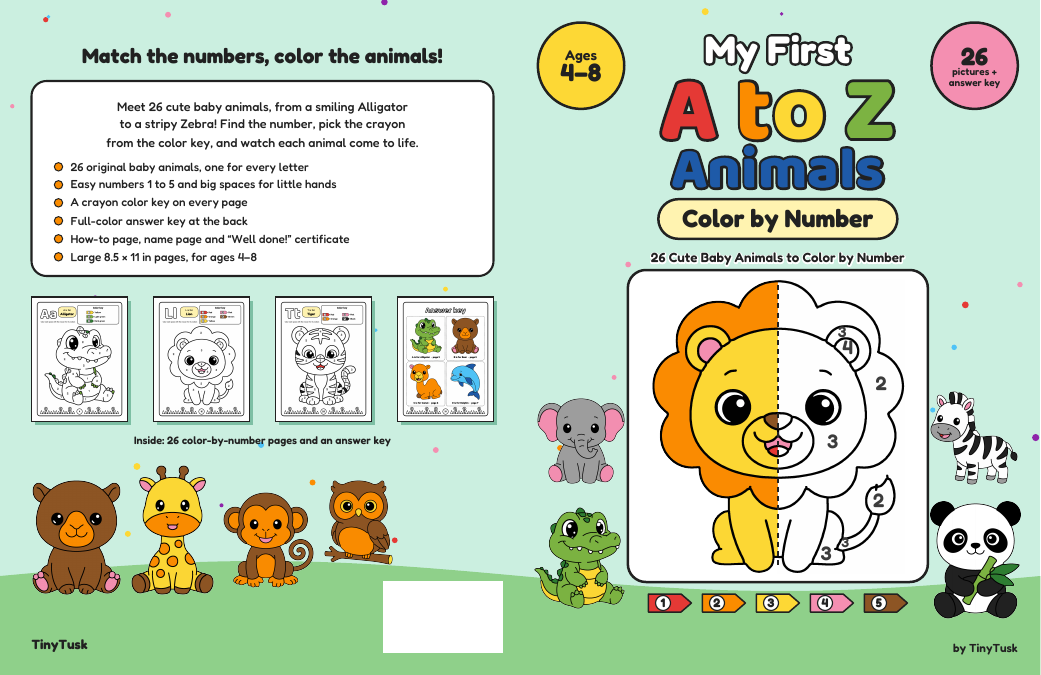 Match the numbers, color the animals!
Meet 26 cute baby animals, from a smiling Alligator
to a stripy Zebra! Find the number, pick the crayon
from the color key, and watch each animal come to life.
26 original baby animals, one for every letter
Easy numbers 1 to 5 and big spaces for little hands
A crayon color key on every page
Full-color answer key at the back
How-to page, name page and “Well done!” certificate
Large 8.5 × 11 in pages, for ages 4–8
Aa
Alligator
Ll
Lion
Tt
Tiger
Answer key
Inside: 26 color-by-number pages and an answer key
TinyTusk
Ages
4–8
My First
A to Z
Animals
Color by Number
26
pictures +
answer key
26 Cute Baby Animals to Color by Number
3
4
2
3
2
3
3
1 2 3 4 5
by TinyTusk